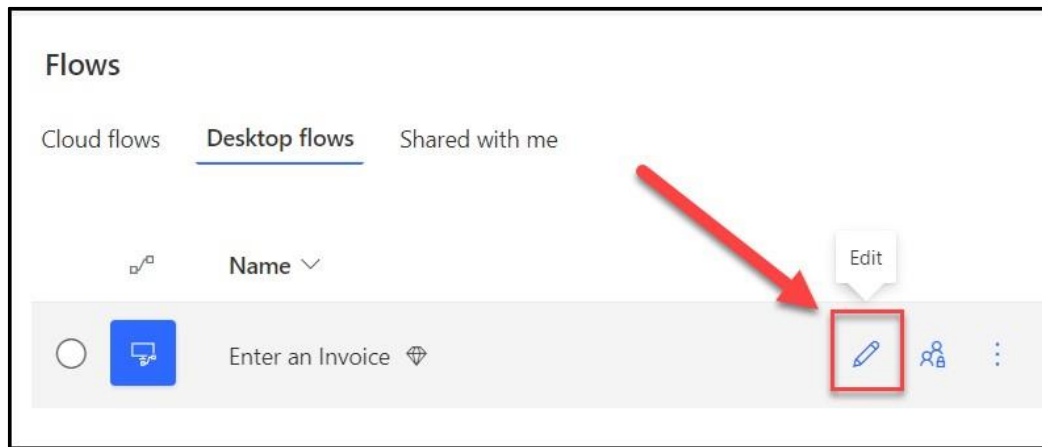 Flows
Cloud flows Desktop flows Shared with me
Name
Edit
Enter an Invoice